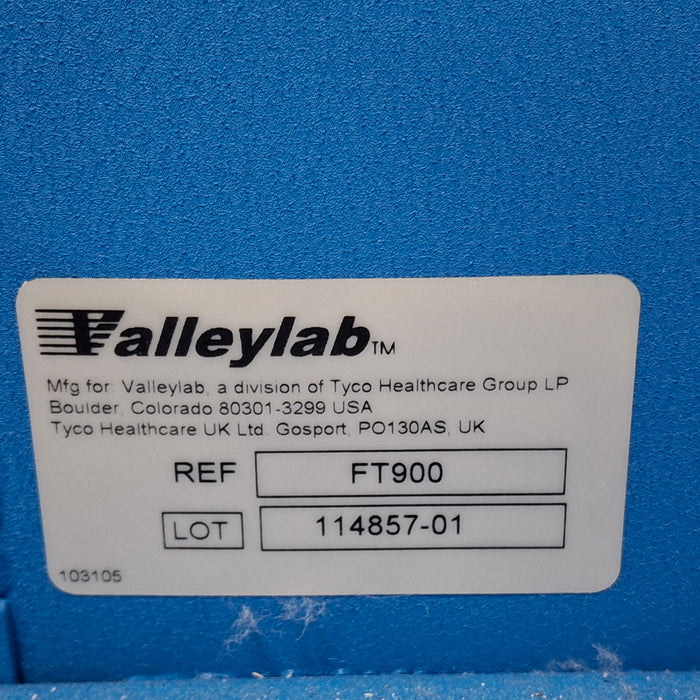 Valleylab™
Mfg for: Valleylab, a division of Tyco Healthcare Group LP
Boulder, Colorado 80301-3299 USA
Tyco Healthcare UK Ltd. Gosport, PO130AS, UK
REF FT900
LOT 114857-01
103105